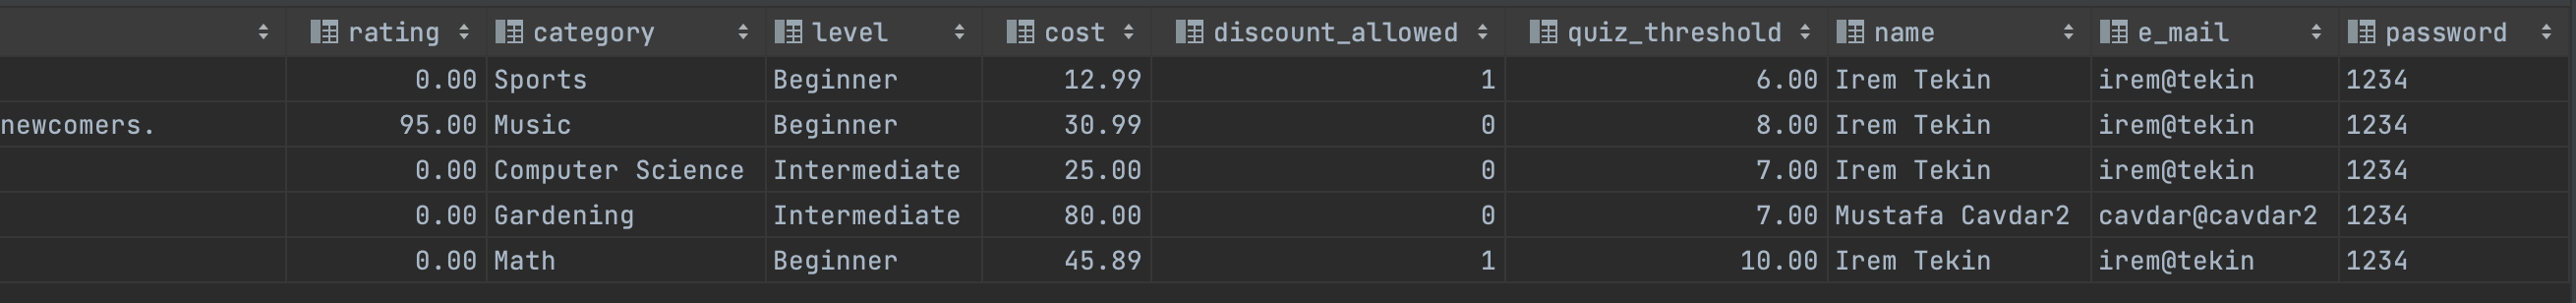 rating category level cost discount_allowed quiz_threshold name e_mail password
0.00 Sports Beginner 12.99 1 6.00 Irem Tekin irem@tekin 1234
newcomers. 95.00 Music Beginner 30.99 0 8.00 Irem Tekin irem@tekin 1234
0.00 Computer Science Intermediate 25.00 0 7.00 Irem Tekin irem@tekin 1234
0.00 Gardening Intermediate 80.00 0 7.00 Mustafa Cavdar2 cavdar@cavdar2 1234
0.00 Math Beginner 45.89 1 10.00 Irem Tekin irem@tekin 1234